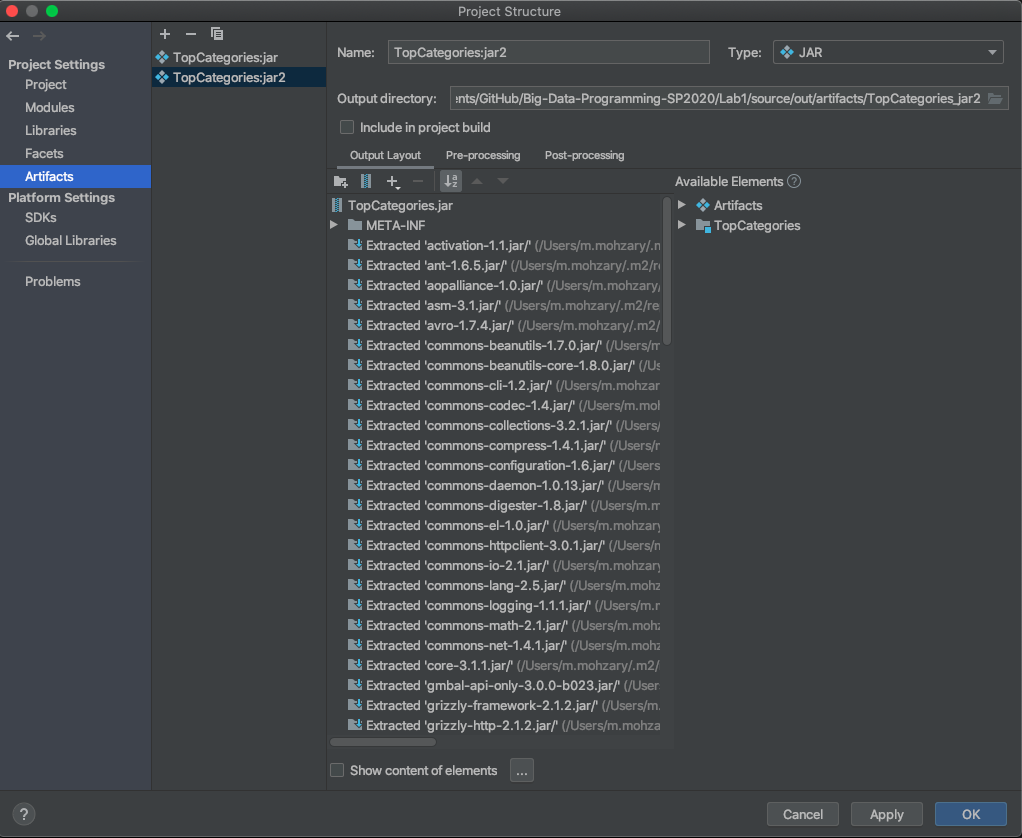 Project Structure
Project Settings
Project
Modules
Libraries
Facets
Artifacts
Platform Settings
SDKs
Global Libraries
Problems
TopCategories:jar
TopCategories:jar2
Name: TopCategories:jar2 Type: JAR
Output directory: ents/GitHub/Big-Data-Programming-SP2020/Lab1/source/out/artifacts/TopCategories_jar2
Include in project build
Output Layout Pre-processing Post-processing
TopCategories.jar
META-INF
Extracted 'activation-1.1.jar/' (/Users/m.mohzary/.m
Extracted 'ant-1.6.5.jar/' (/Users/m.mohzary/.m2/re
Extracted 'aopalliance-1.0.jar/' (/Users/m.mohzary/
Extracted 'asm-3.1.jar/' (/Users/m.mohzary/.m2/re
Extracted 'avro-1.7.4.jar/' (/Users/m.mohzary/.m2/
Extracted 'commons-beanutils-1.7.0.jar/' (/Users/m
Extracted 'commons-beanutils-core-1.8.0.jar/' (/Us
Extracted 'commons-cli-1.2.jar/' (/Users/m.mohzar
Extracted 'commons-codec-1.4.jar/' (/Users/m.moh
Extracted 'commons-collections-3.2.1.jar/' (/Users/
Extracted 'commons-compress-1.4.1.jar/' (/Users/m
Extracted 'commons-configuration-1.6.jar/' (/Users
Extracted 'commons-daemon-1.0.13.jar/' (/Users/m
Extracted 'commons-digester-1.8.jar/' (/Users/m.m
Extracted 'commons-el-1.0.jar/' (/Users/m.mohzary
Extracted 'commons-httpclient-3.0.1.jar/' (/Users/m
Extracted 'commons-io-2.1.jar/' (/Users/m.mohzary
Extracted 'commons-lang-2.5.jar/' (/Users/m.mohz
Extracted 'commons-logging-1.1.1.jar/' (/Users/m.m
Extracted 'commons-math-2.1.jar/' (/Users/m.mohz
Extracted 'commons-net-1.4.1.jar/' (/Users/m.mohz
Extracted 'core-3.1.1.jar/' (/Users/m.mohzary/.m2/
Extracted 'gmbal-api-only-3.0.0-b023.jar/' (/User
Extracted 'grizzly-framework-2.1.2.jar/' (/Users/m.
Extracted 'grizzly-http-2.1.2.jar/' (/Users/m.mohza
Available Elements ?
Artifacts
TopCategories
Show content of elements ...
? Cancel Apply OK